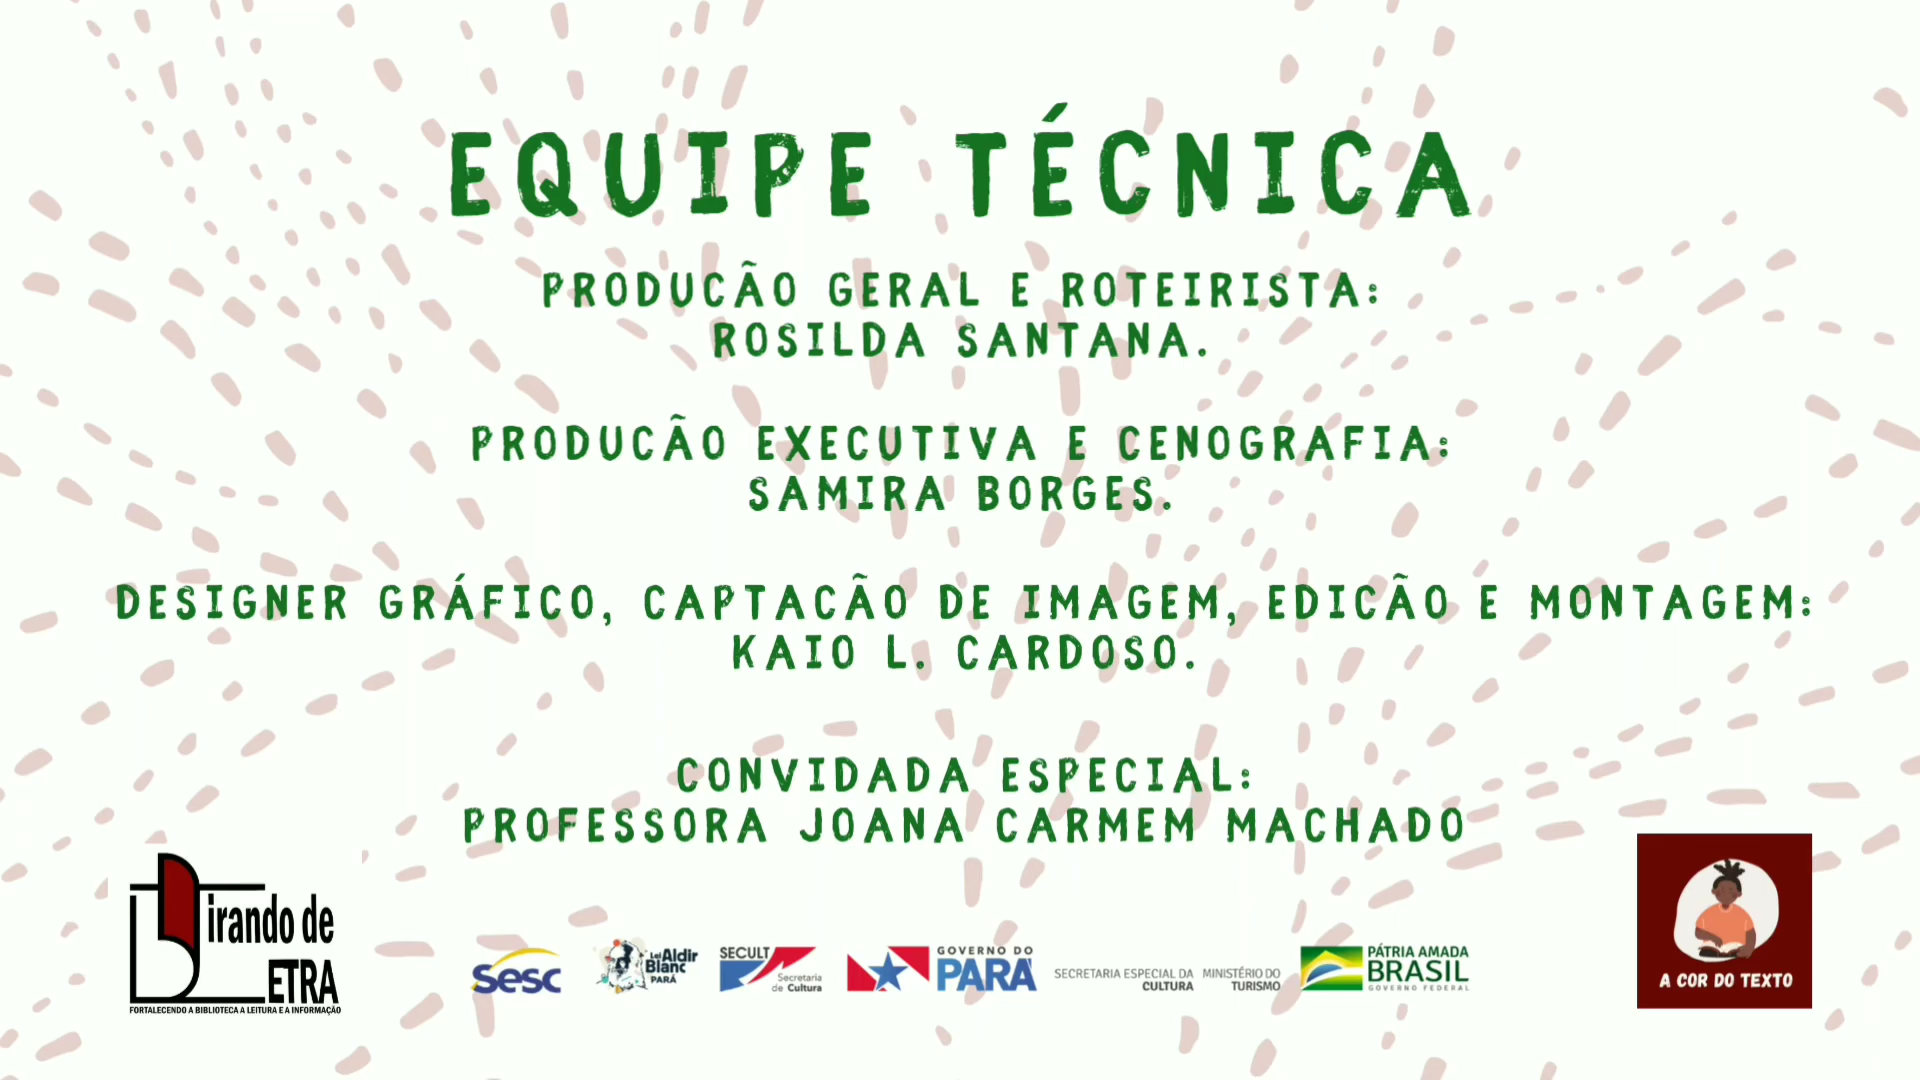 EQUIPE TÉCNICA
PRODUCÃO GERAL E ROTEIRISTA:
ROSILDA SANTANA.
PRODUCÃO EXECUTIVA E CENOGRAFIA:
SAMIRA BORGES.
DESIGNER GRÁFICO, CAPTACÃO DE IMAGEM, EDICÃO E MONTAGEM:
KAIO L. CARDOSO.
CONVIDADA ESPECIAL:
PROFESSORA JOANA CARMEM MACHADO
irando de
ETRA
FORTALECENDO A BIBLIOTECA A LEITURA E A INFORMAÇÃO
Sesc
Lei Aldir
Blanc
PARÁ
SECULT
Secretaria
de Cultura
GOVERNO DO
PARÁ
SECRETARIA ESPECIAL DA
CULTURA
MINISTÉRIO DO
TURISMO
PÁTRIA AMADA
BRASIL
GOVERNO FEDERAL
A COR DO TEXTO